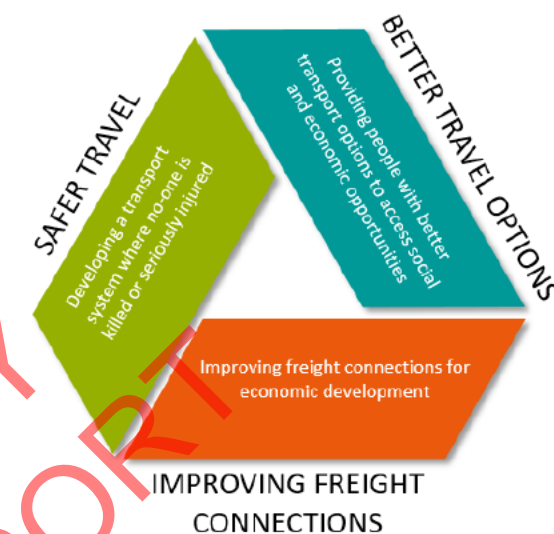 SAFER TRAVEL
Developing a transport
system where no-one is
killed or seriously injured
BETTER TRAVEL OPTIONS
Providing people with better
transport options to access social
and economic opportunities
Improving freight connections for
economic development
IMPROVING FREIGHT
CONNECTIONS